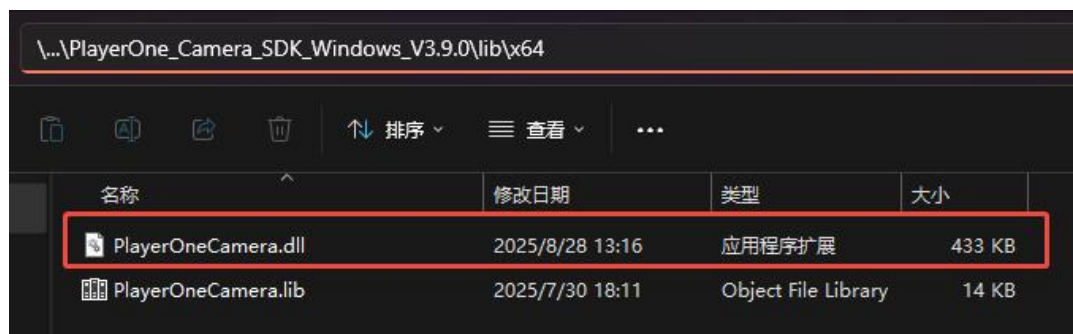 \...\PlayerOne_Camera_SDK_Windows_V3.9.0\lib\x64
排序 查看 ...
名称 修改日期 类型 大小
PlayerOneCamera.dll 2025/8/28 13:16 应用程序扩展 433 KB
PlayerOneCamera.lib 2025/7/30 18:11 Object File Library 14 KB